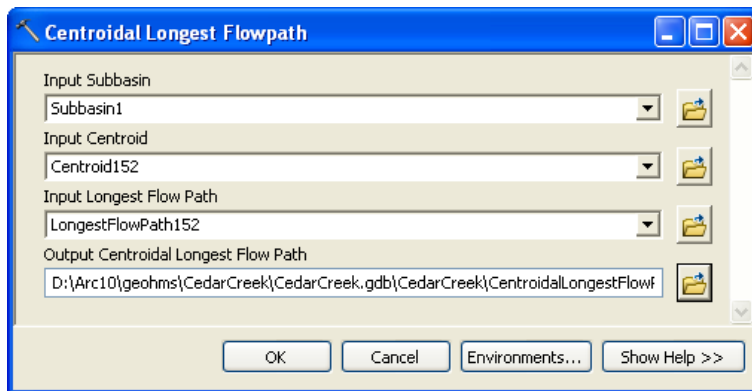 Centroidal Longest Flowpath
Input Subbasin
Subbasin1
Input Centroid
Centroid152
Input Longest Flow Path
LongestFlowPath152
Output Centroidal Longest Flow Path
D:\Arc10\geohms\CedarCreek\CedarCreek.gdb\CedarCreek\CentroidalLongestFlowF
OK Cancel Environments... Show Help >>